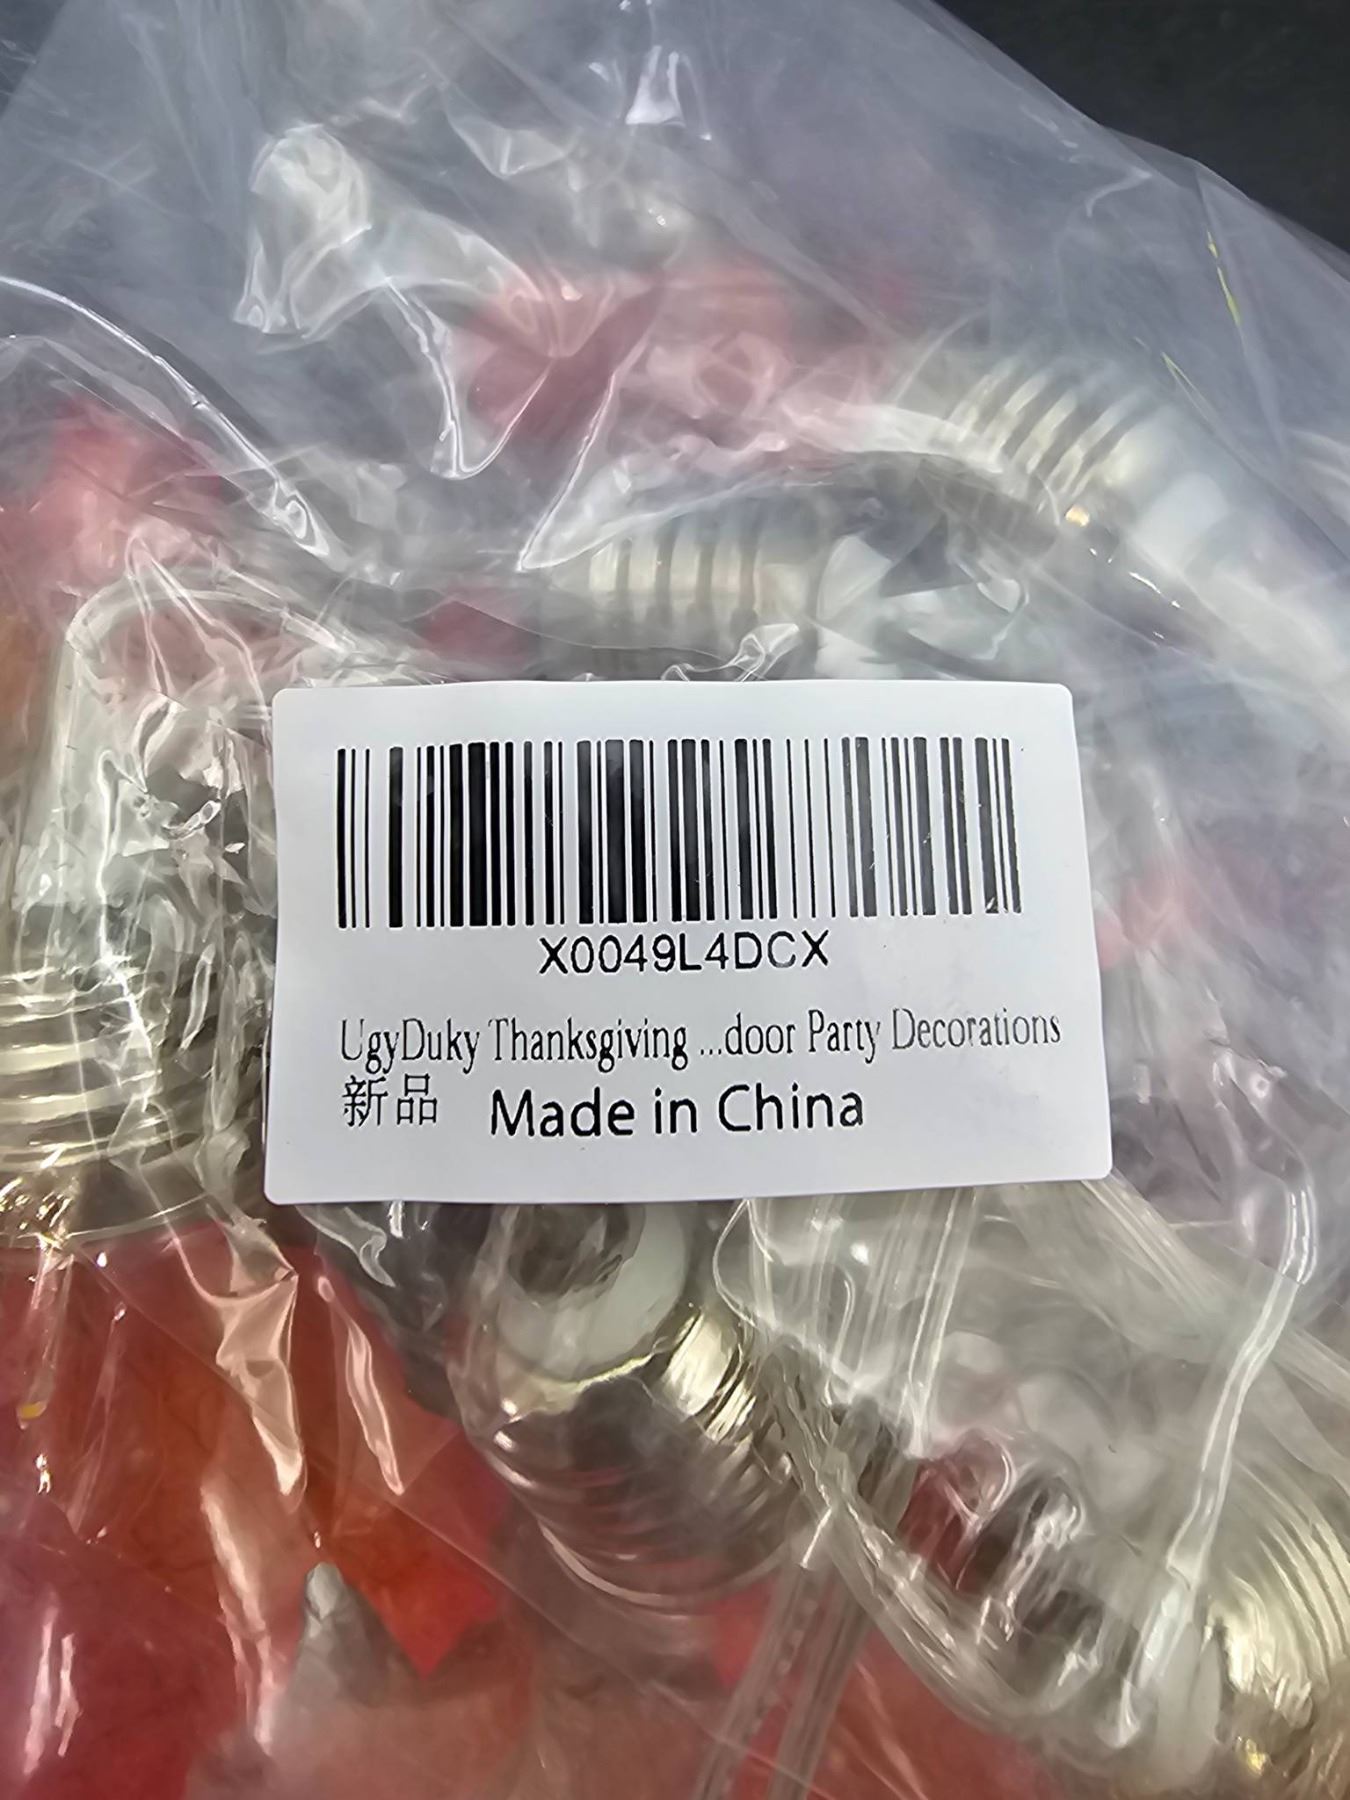 X0049L4DCX
UgyDuky Thanksgiving ...door Party Decorations
新品 Made in China